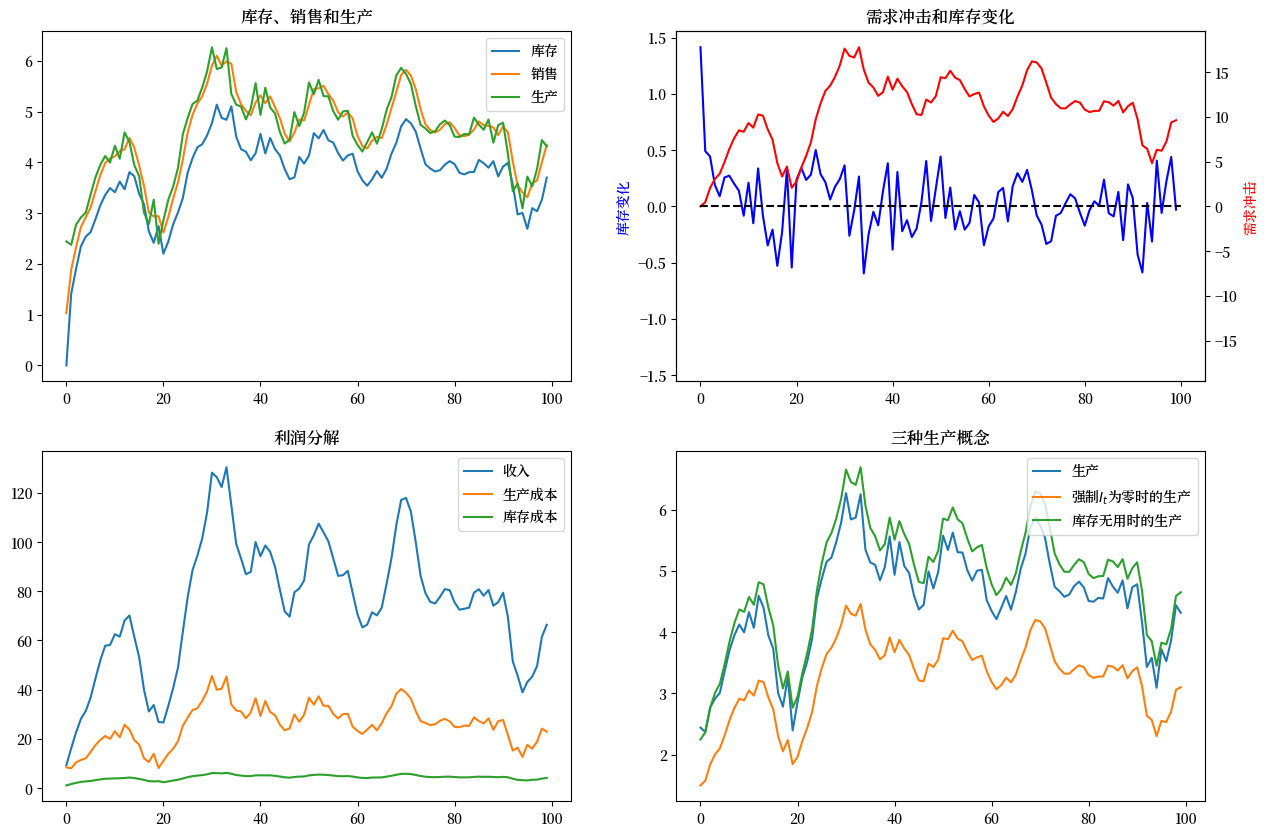 库存、销售和生产
6
5
4
3
2
1
0
0 20 40 60 80 100
库存
销售
生产
需求冲击和库存变化
1.5
1.0
0.5
0.0
−0.5
−1.0
−1.5
库存变化
0 20 40 60 80 100
15
10
5
0
−5
−10
−15
需求冲击
利润分解
120
100
80
60
40
20
0
0 20 40 60 80 100
收入
生产成本
库存成本
三种生产概念
6
5
4
3
2
0 20 40 60 80 100
生产
强制I_t为零时的生产
库存无用时的生产